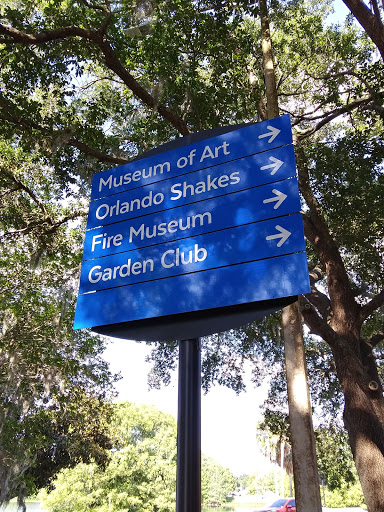 Museum of Art →
Orlando Shakes →
Fire Museum →
Garden Club →